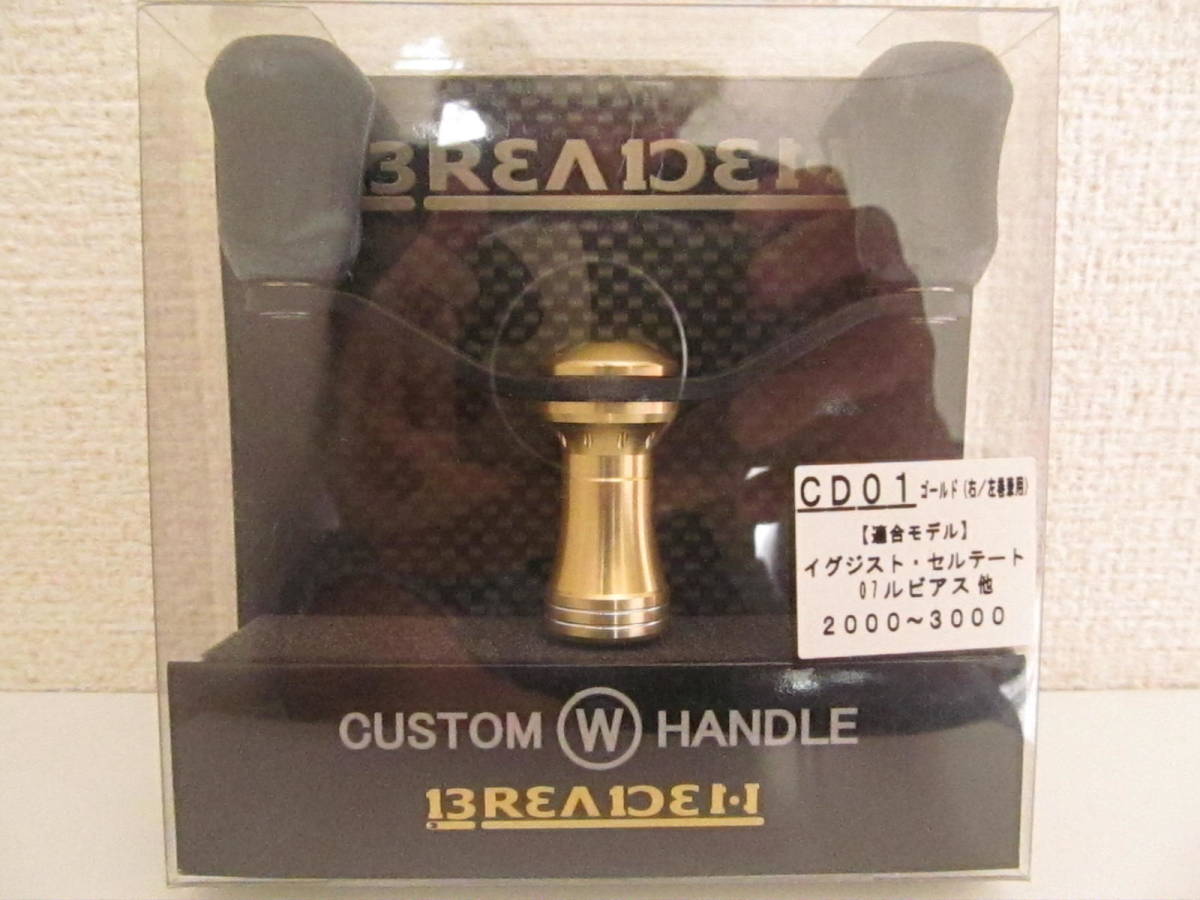 BREADEN
CD01 ゴールド(右/左巻兼用)
【適合モデル】
イグジスト・セルテート
07ルビアス 他
2000~3000
CUSTOM W HANDLE
BREADEN